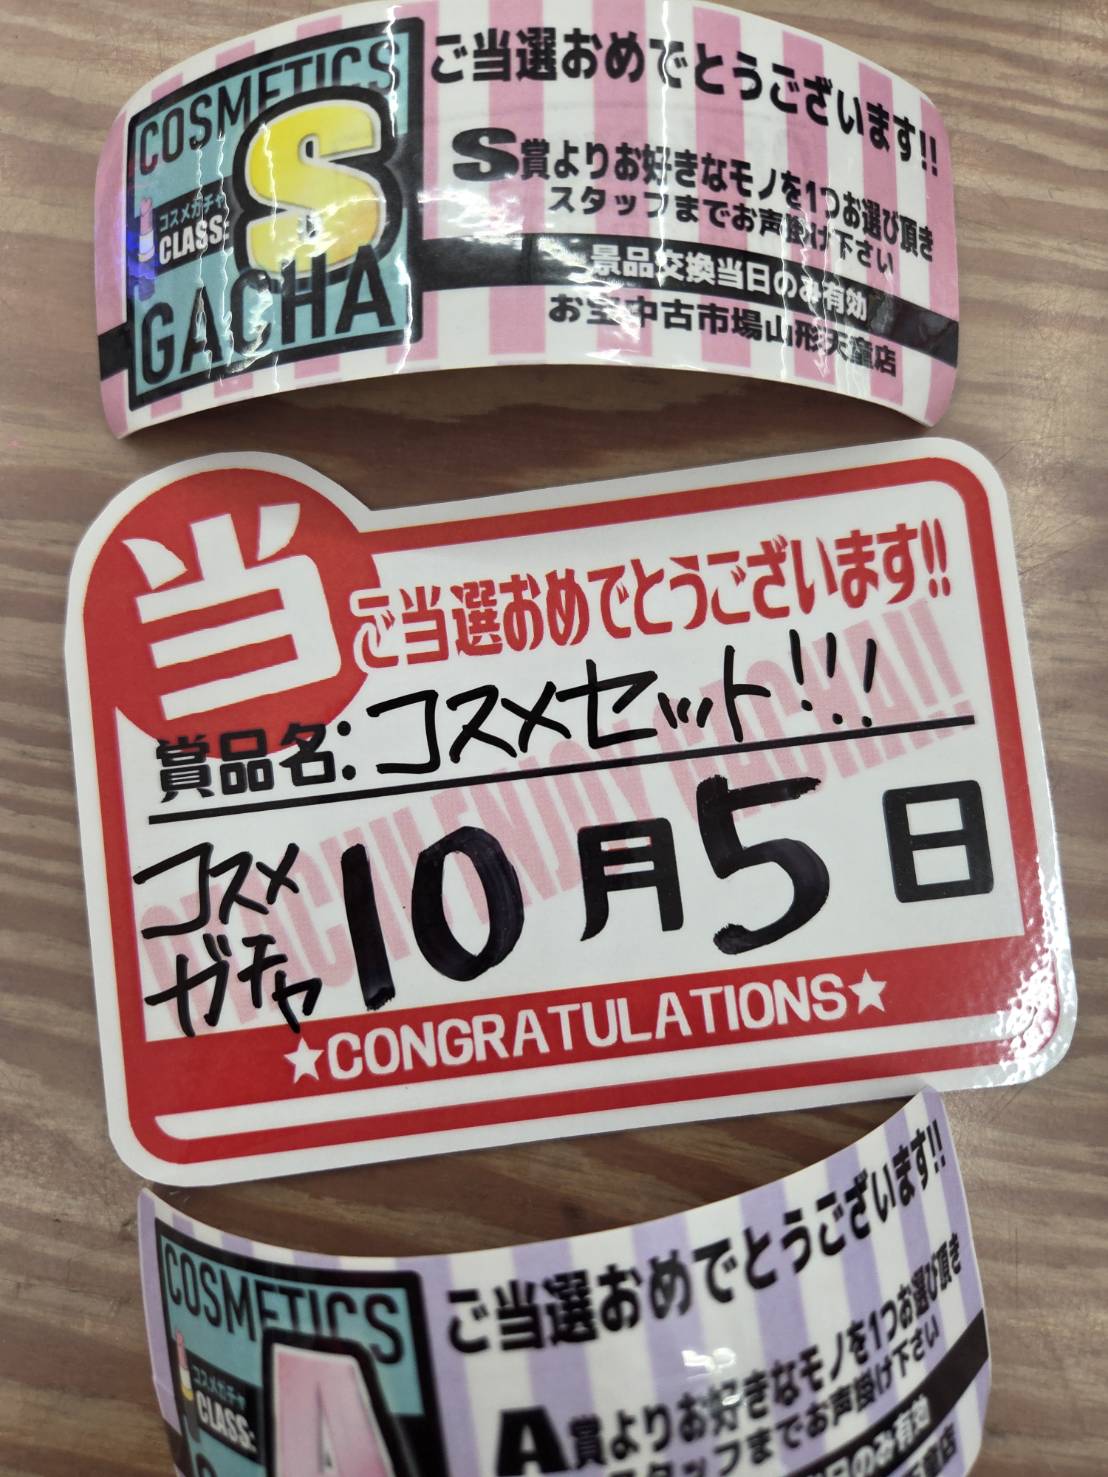 COSMETICS
S
コスメガチャ
CLASS:
GACHA
ご当選おめでとうございます!!
S賞よりお好きなモノを1つお選び頂き
スタッフまでお声掛け下さい
景品交換当日のみ有効
お宝中古市場山形天童店
当
ご当選おめでとうございます!!
賞品名:コスメセット!!!
コスメ
ガチャ
10月5日
★CONGRATULATIONS★
COSMETICS
A
コスメガチャ
CLASS:
ご当選おめでとうございます!!
A賞よりお好きなモノを1つお選び頂き
スタッフまでお声掛け下さい
日のみ有効
天童店